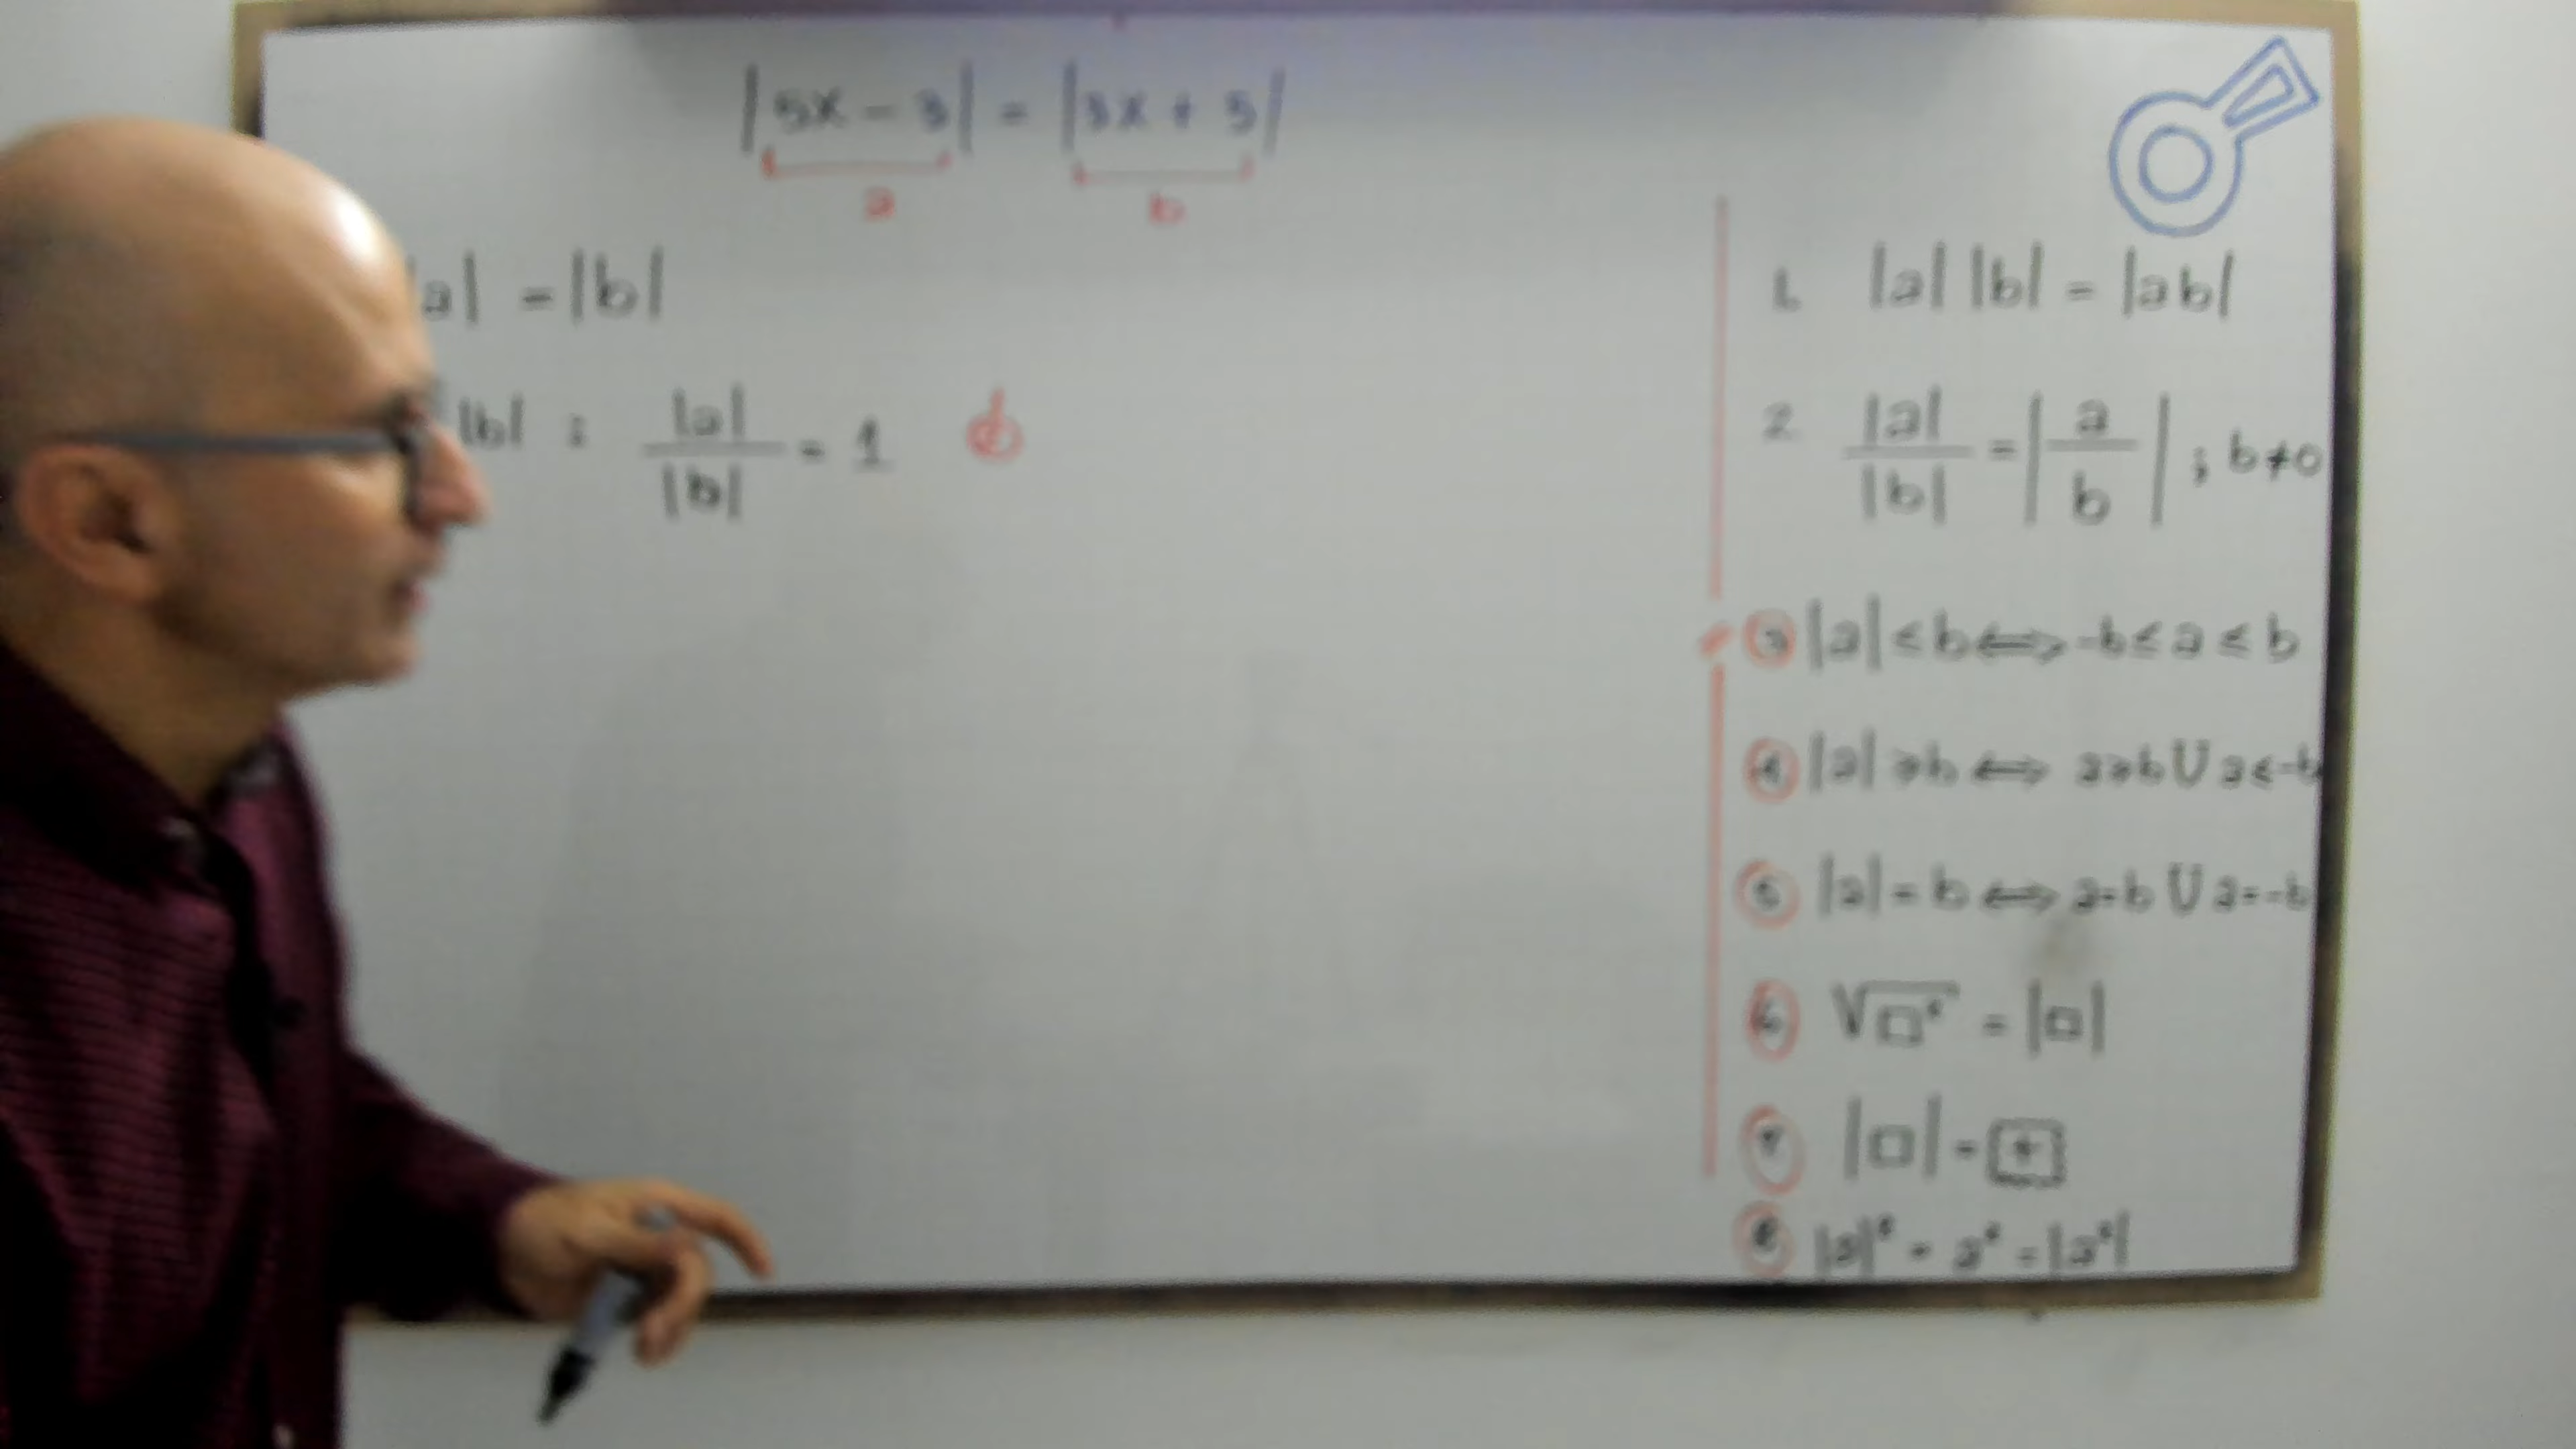 |5x - 3| = |3x + 5|
a b
a| = |b|
|b| : |a|/|b| = 1
1. |a| |b| = |ab|
2. |a|/|b| = |a/b| ; b≠0
3 |a| ≤ b ⟺ -b ≤ a ≤ b
4 |a| ≥ b ⟺ a≥b U a≤-b
5 |a| = b ⟺ a=b U a=-b
6 √□² = |□|
7 |□| = +
8 |a|² = a² = |a²|